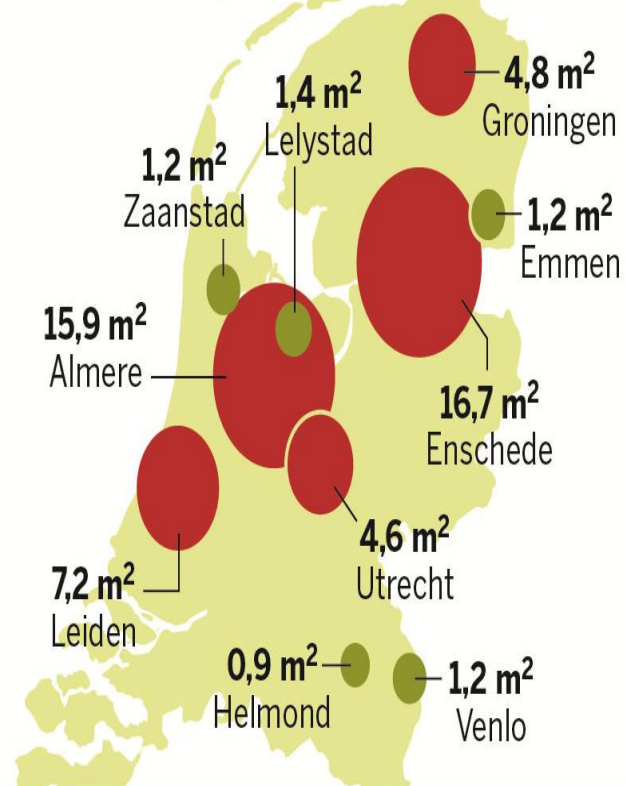 4,8 m²
Groningen
1,4 m²
Lelystad
1,2 m²
Zaanstad
1,2 m²
Emmen
15,9 m²
Almere
16,7 m²
Enschede
4,6 m²
Utrecht
7,2 m²
Leiden
0,9 m²
Helmond
1,2 m²
Venlo